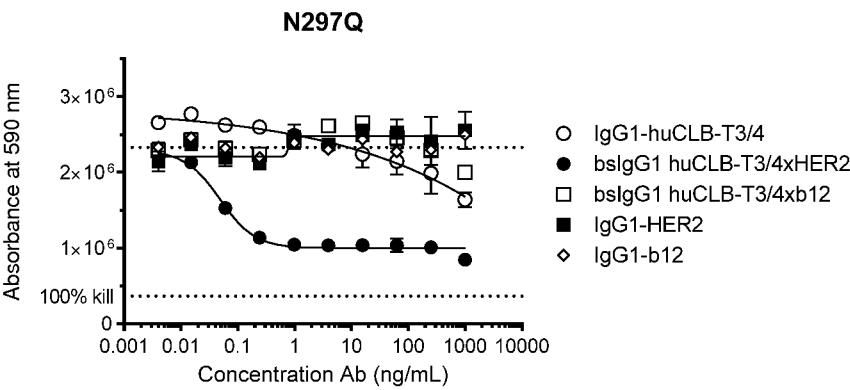 N297Q
Absorbance at 590 nm
3×10⁶
2×10⁶
1×10⁶
100% kill
0
0.001 0.01 0.1 1 10 100 1000 10000
Concentration Ab (ng/mL)
IgG1-huCLB-T3/4
bsIgG1 huCLB-T3/4xHER2
bsIgG1 huCLB-T3/4xb12
IgG1-HER2
IgG1-b12